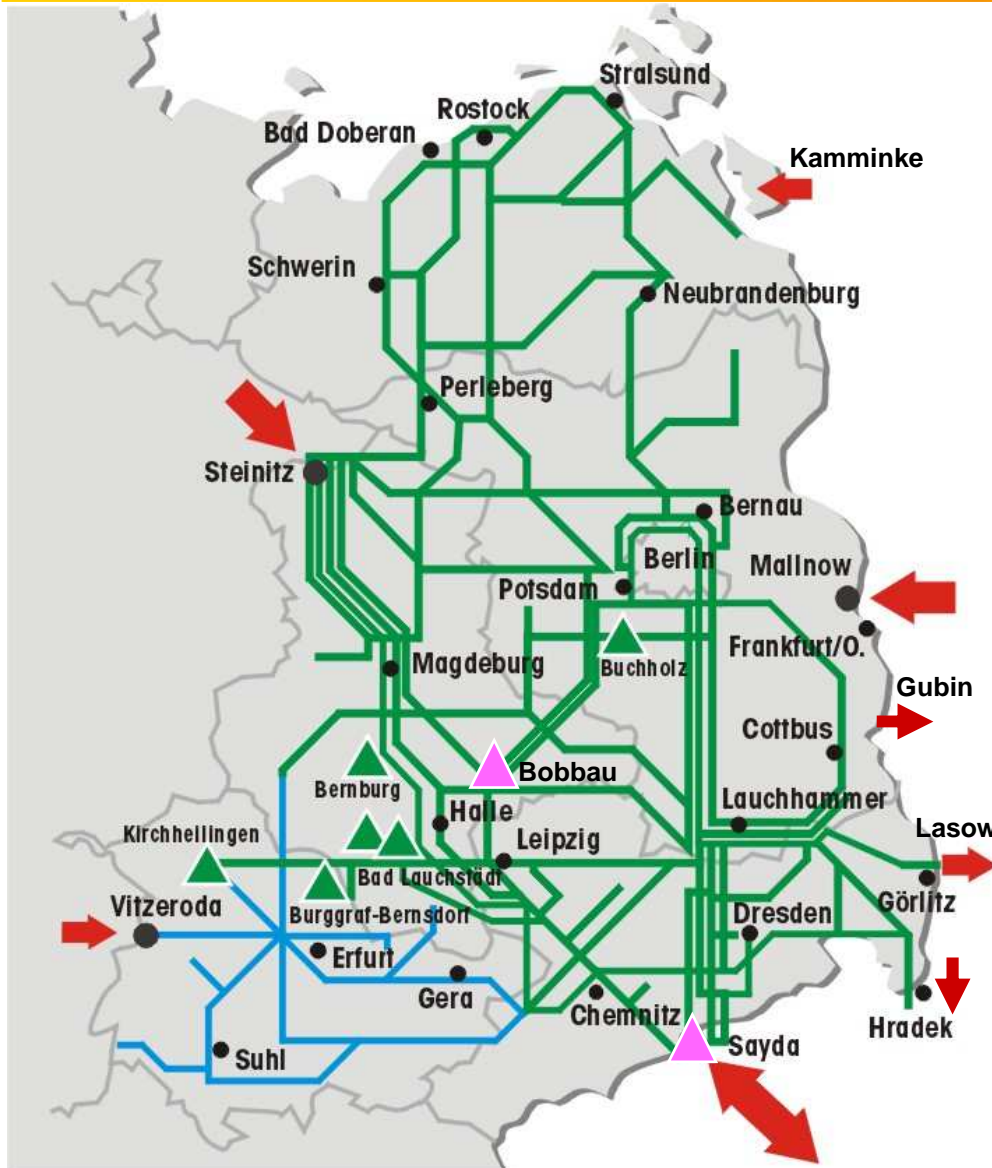 Stralsund
Rostock
Bad Doberan
Kamminke
Schwerin
Neubrandenburg
Perleberg
Steinitz
Bernau
Berlin
Mallnow
Potsdam
Frankfurt/O.
Magdeburg
Buchholz
Gubin
Cottbus
Bobbau
Bernburg
Lauchhammer
Halle
Kirchheilingen
Leipzig
Lasow
Bad Lauchstädt
Görlitz
Vitzeroda
Burggraf-Bernsdorf
Dresden
Erfurt
Gera
Chemnitz
Hradek
Suhl
Sayda